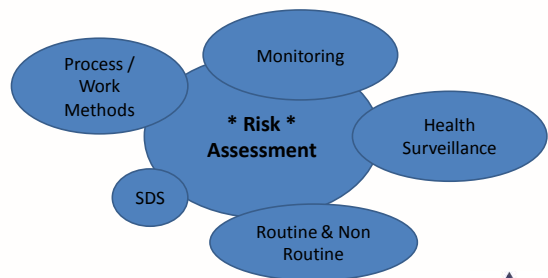 Monitoring
Process /
Work
Methods
* Risk *
Assessment
Health
Surveillance
SDS
Routine & Non
Routine